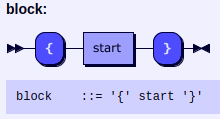 block:
{ start }
block    ::= '{' start '}'